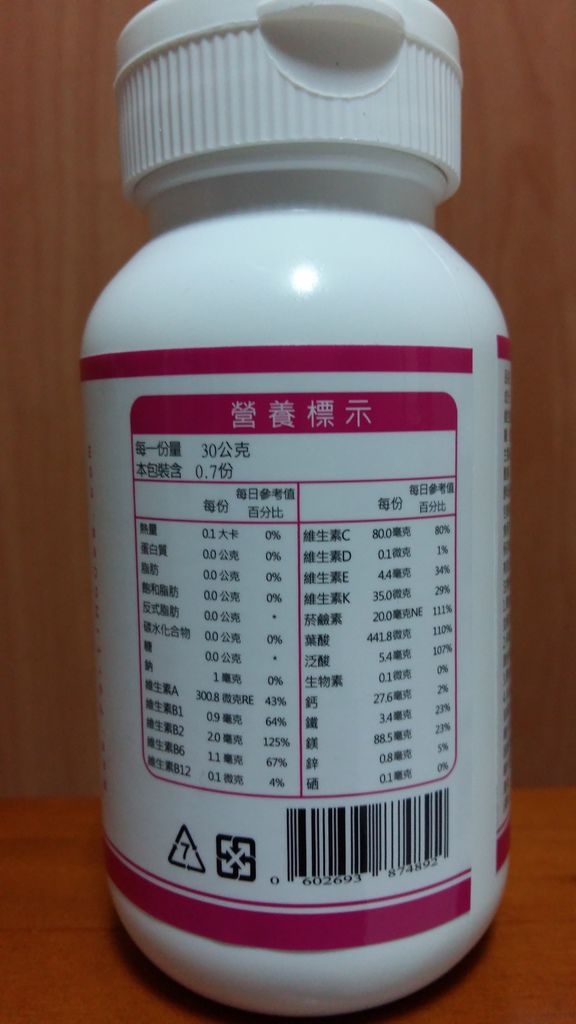 營養標示
每一份量 30公克
本包裝含 0.7份
每份 每日參考值百分比
熱量 0.1 大卡 0%
蛋白質 0.0 公克 0%
脂肪 0.0 公克 0%
飽和脂肪 0.0 公克 0%
反式脂肪 0.0 公克 *
碳水化合物 0.0 公克 0%
糖 0.0 公克 *
鈉 1 毫克 0%
維生素A 300.8 微克RE 43%
維生素B1 0.9 毫克 64%
維生素B2 2.0 毫克 125%
維生素B6 1.1 毫克 67%
維生素B12 0.1 微克 4%
每份 每日參考值百分比
維生素C 80.0毫克 80%
維生素D 0.1微克 1%
維生素E 4.4毫克 34%
維生素K 35.0微克 29%
菸鹼素 20.0毫克NE 111%
葉酸 441.8微克 110%
泛酸 5.4毫克 107%
生物素 0.1微克 0%
鈣 27.6毫克 2%
鐵 3.4毫克 23%
鎂 88.5毫克 23%
鋅 0.8毫克 5%
硒 0.1毫克 0%
7
0 602693 874892